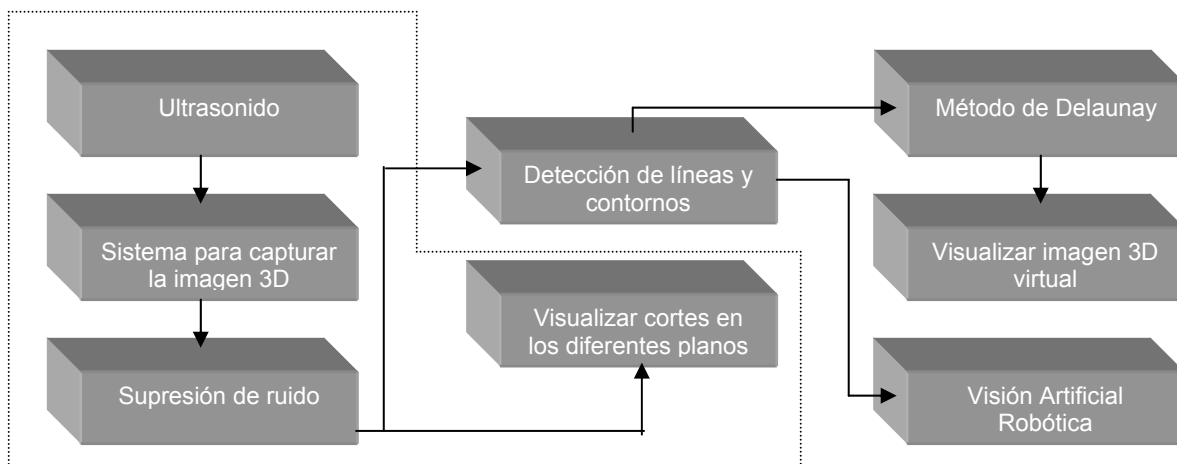 Ultrasonido
Sistema para capturar
la imagen 3D
Supresión de ruido
Detección de líneas y
contornos
Visualizar cortes en
los diferentes planos
Método de Delaunay
Visualizar imagen 3D
virtual
Visión Artificial
Robótica